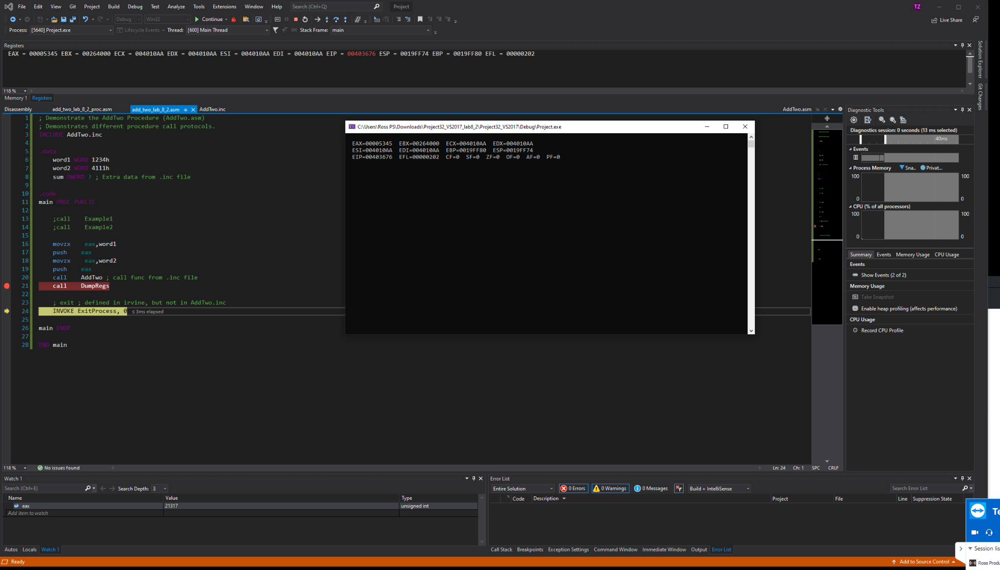 File Edit View Git Project Build Debug Test Analyze Tools Extensions Window Help Search (Ctrl+Q) Project TZ
Debug Win32 Continue Live Share
Process: [5640] Project.exe Lifecycle Events Thread: [600] Main Thread Stack Frame: main
Registers
EAX = 00005345 EBX = 00264000 ECX = 004010AA EDX = 004010AA ESI = 004010AA EDI = 004010AA EIP = 00403676 ESP = 0019FF74 EBP = 0019FF80 EFL = 00000202
118 %
Memory 1 Registers
Solution Explorer
Git Changes
Disassembly add_two_lab_8_2_proc.asm add_two_lab_8_2.asm AddTwo.inc AddTwo.asm
1 ; Demonstrate the AddTwo Procedure (AddTwo.asm)
2 ; Demonstrates different procedure call protocols.
3 INCLUDE AddTwo.inc
4
5 .data
6 word1 WORD 1234h
7 word2 WORD 4111h
8 sum DWORD ? ; Extra data from .inc file
9
10 .code
11 main PROC PUBLIC
12
13 ;call Example1
14 ;call Example2
15
16 movzx eax,word1
17 push eax
18 movzx eax,word2
19 push eax
20 call AddTwo ; call func from .inc file
21 call DumpRegs
22
23 ; exit ; defined in irvine, but not in AddTwo.inc
24 INVOKE ExitProcess, 0 ≤ 3ms elapsed
25
26 main ENDP
27
28 END main
C:\Users\Ross PS\Downloads\Project32_VS2017_lab8_2\Project32_VS2017\Debug\Project.exe
EAX=00005345 EBX=00264000 ECX=004010AA EDX=004010AA
ESI=004010AA EDI=004010AA EBP=0019FF80 ESP=0019FF74
EIP=00403676 EFL=00000202 CF=0 SF=0 ZF=0 OF=0 AF=0 PF=0
Diagnostic Tools
Diagnostics session: 0 seconds (13 ms selected)
40ms
Events
Process Memory Sna.. Privat...
100 100
0 0
CPU (% of all processors)
100 100
0 0
Summary Events Memory Usage CPU Usage
Events
Show Events (2 of 2)
Memory Usage
Take Snapshot
Enable heap profiling (affects performance)
CPU Usage
Record CPU Profile
118 % No issues found Ln: 24 Ch: 1 SPC CRLF
Watch 1
Search (Ctrl+E) Search Depth: 3
Name Value Type
eax 21317 unsigned int
Add item to watch
Autos Locals Watch 1
Error List
Entire Solution 0 Errors 0 Warnings 0 Messages Build + IntelliSense Search Error List
Code Description Project File Line Suppression State
Call Stack Breakpoints Exception Settings Command Window Immediate Window Output Error List
Te
Session lis
Ross Produ
Ready Add to Source Control